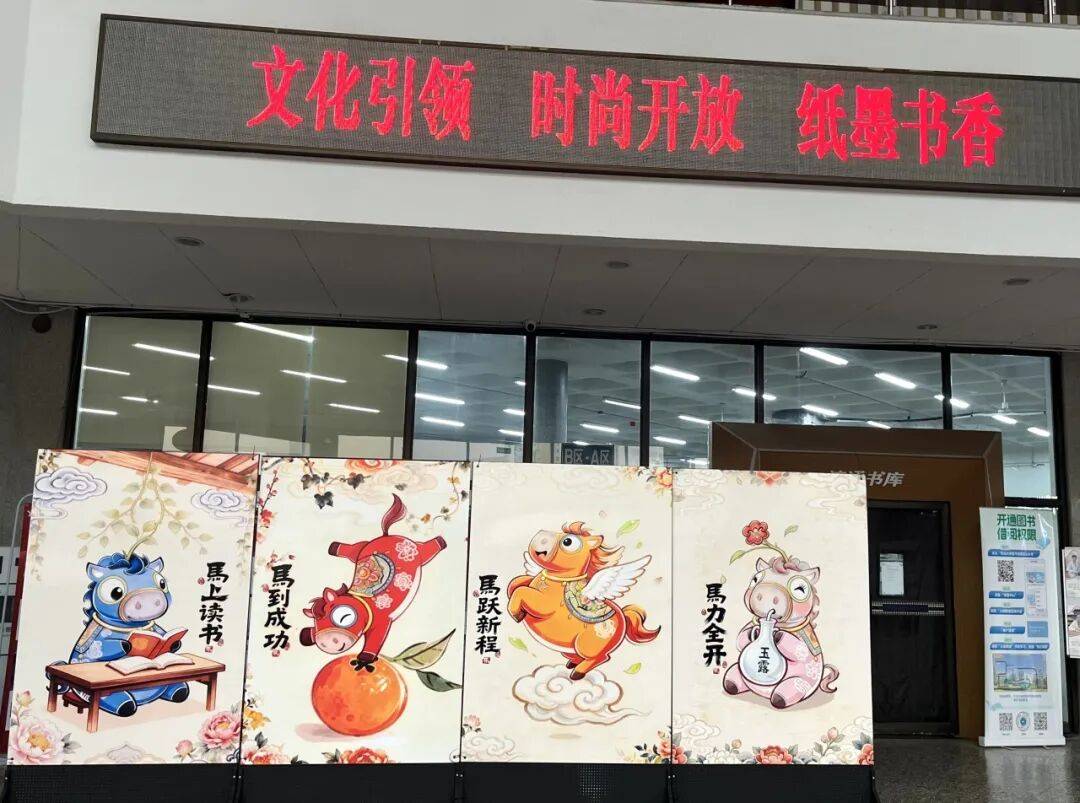 文化引领 时尚开放 纸墨书香
B区-A区
书库
馬上读书
馬到成功
馬跃新程
馬力全开
玉露
开通图书
借阅权限